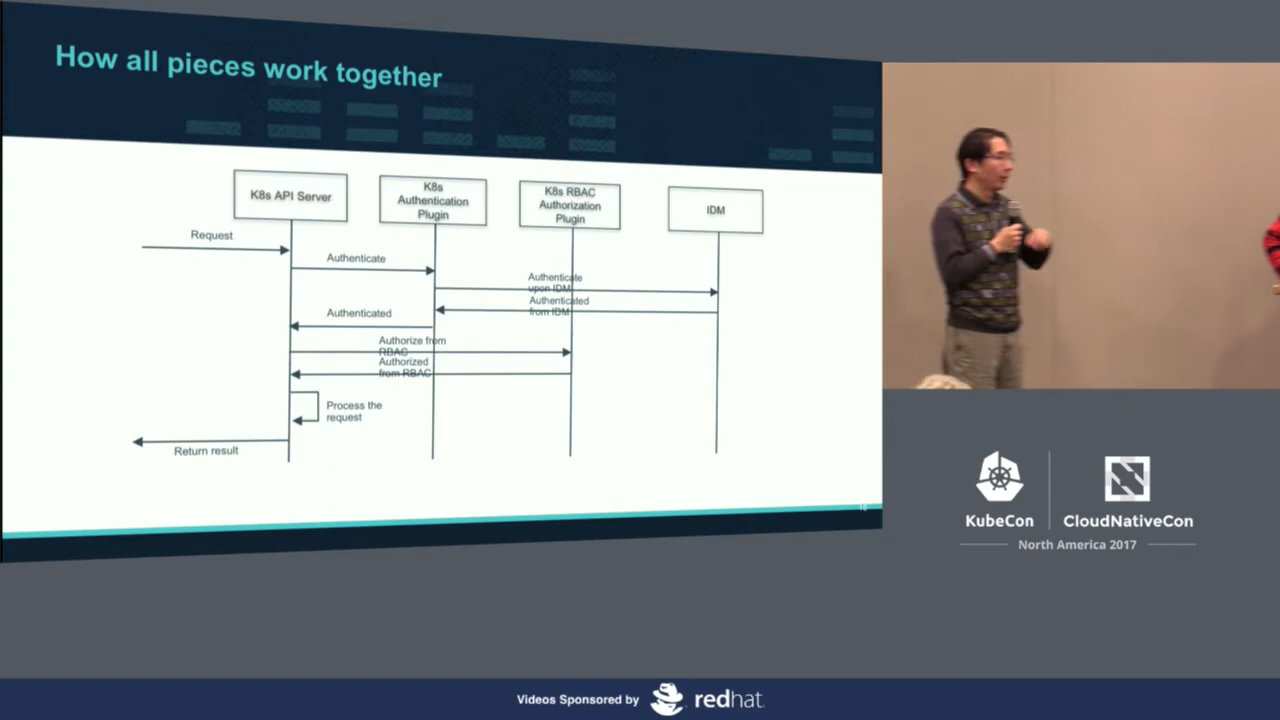 How all pieces work together
K8s API Server
K8s
Authentication
Plugin
K8s RBAC
Authorization
Plugin
IDM
Request
Authenticate
Authenticate
upon IDM
Authenticated
from IDM
Authenticated
Authorize from
RBAC
Authorized
from RBAC
Process the
request
Return result
KubeCon
CloudNativeCon
North America 2017
Videos Sponsored by
redhat.